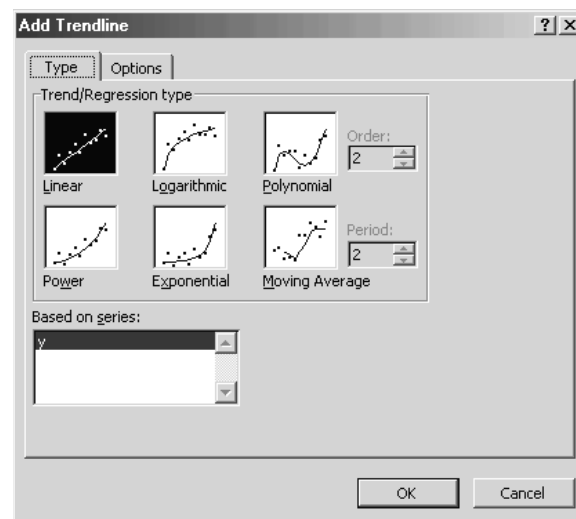 Add Trendline
Type Options
Trend/Regression type
Order:
2
Linear Logarithmic Polynomial
Period:
2
Power Exponential Moving Average
Based on series:
y
OK Cancel